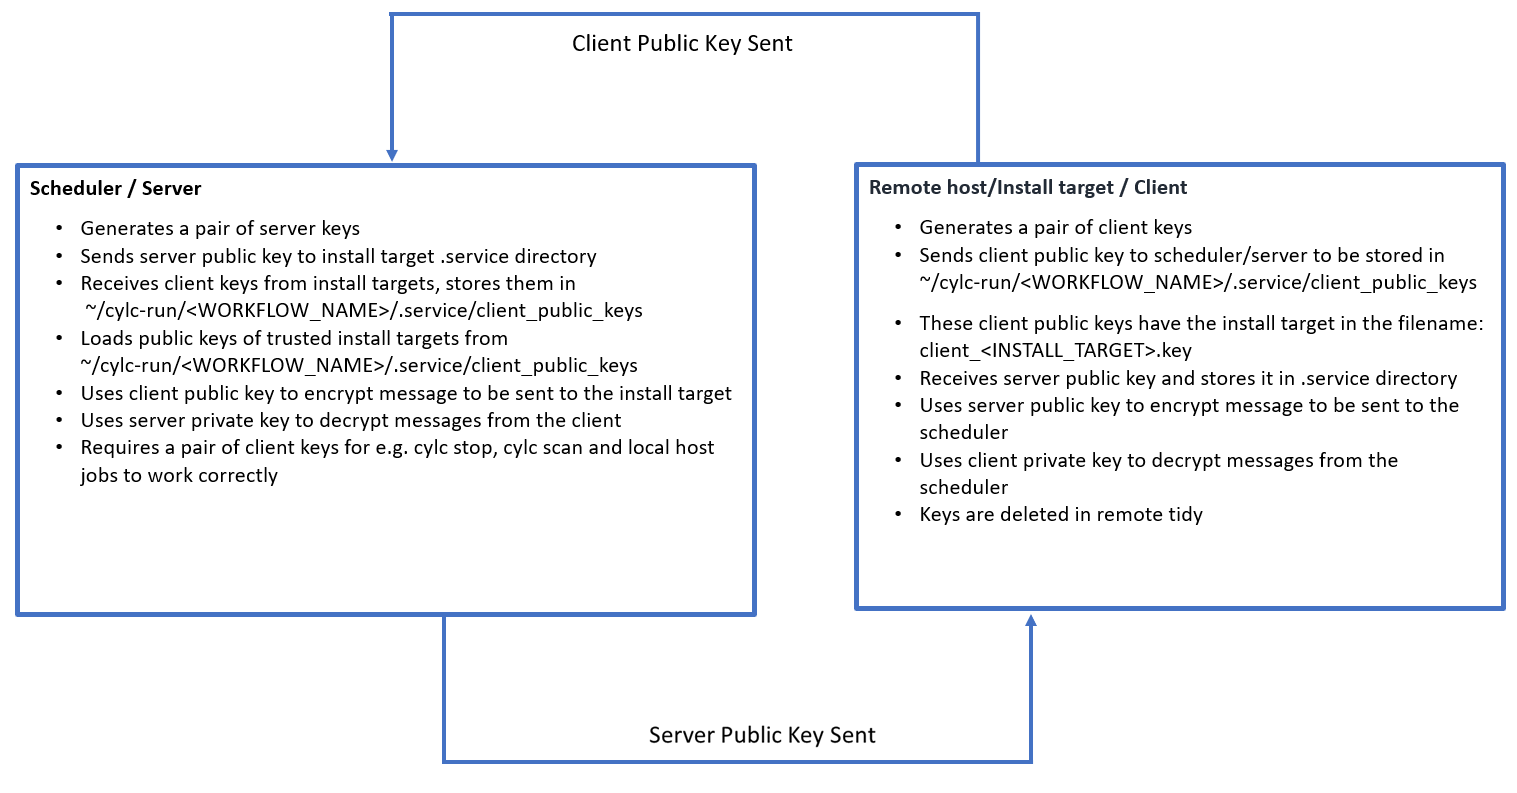 Client Public Key Sent
Scheduler / Server
• Generates a pair of server keys
• Sends server public key to install target .service directory
• Receives client keys from install targets, stores them in
~/cylc-run/<WORKFLOW_NAME>/.service/client_public_keys
• Loads public keys of trusted install targets from
~/cylc-run/<WORKFLOW_NAME>/.service/client_public_keys
• Uses client public key to encrypt message to be sent to the install target
• Uses server private key to decrypt messages from the client
• Requires a pair of client keys for e.g. cylc stop, cylc scan and local host
jobs to work correctly
Remote host/Install target / Client
• Generates a pair of client keys
• Sends client public key to scheduler/server to be stored in
~/cylc-run/<WORKFLOW_NAME>/.service/client_public_keys
• These client public keys have the install target in the filename:
client_<INSTALL_TARGET>.key
• Receives server public key and stores it in .service directory
• Uses server public key to encrypt message to be sent to the
scheduler
• Uses client private key to decrypt messages from the
scheduler
• Keys are deleted in remote tidy
Server Public Key Sent